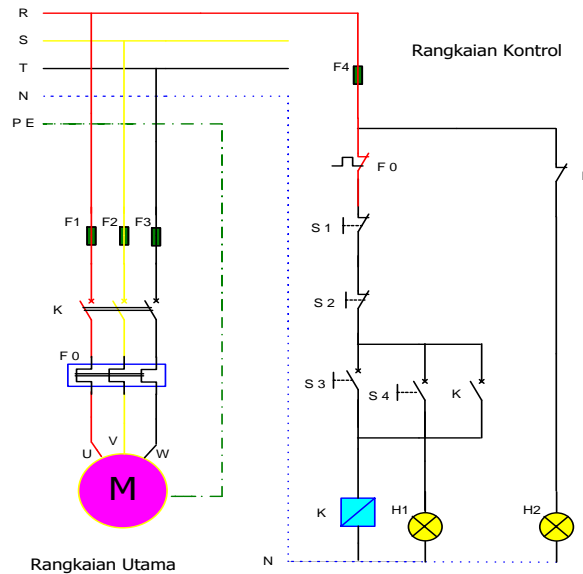 R
S
T
N
P E
Rangkaian Kontrol
F4
F 0
S 1
S 2
S 3
S 4
K
K
H1
H2
N
F1
F2
F3
K
F 0
U
V
W
M
Rangkaian Utama